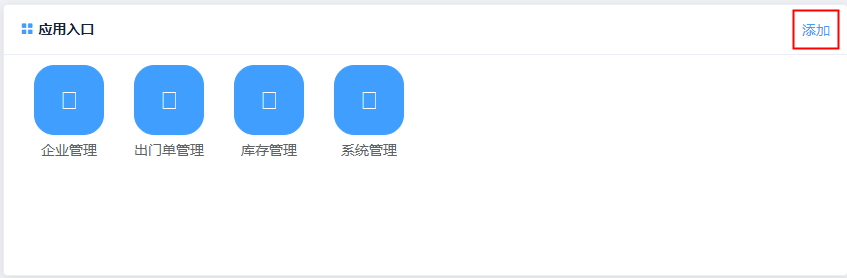 应用入口
添加
企业管理
出门单管理
库存管理
系统管理